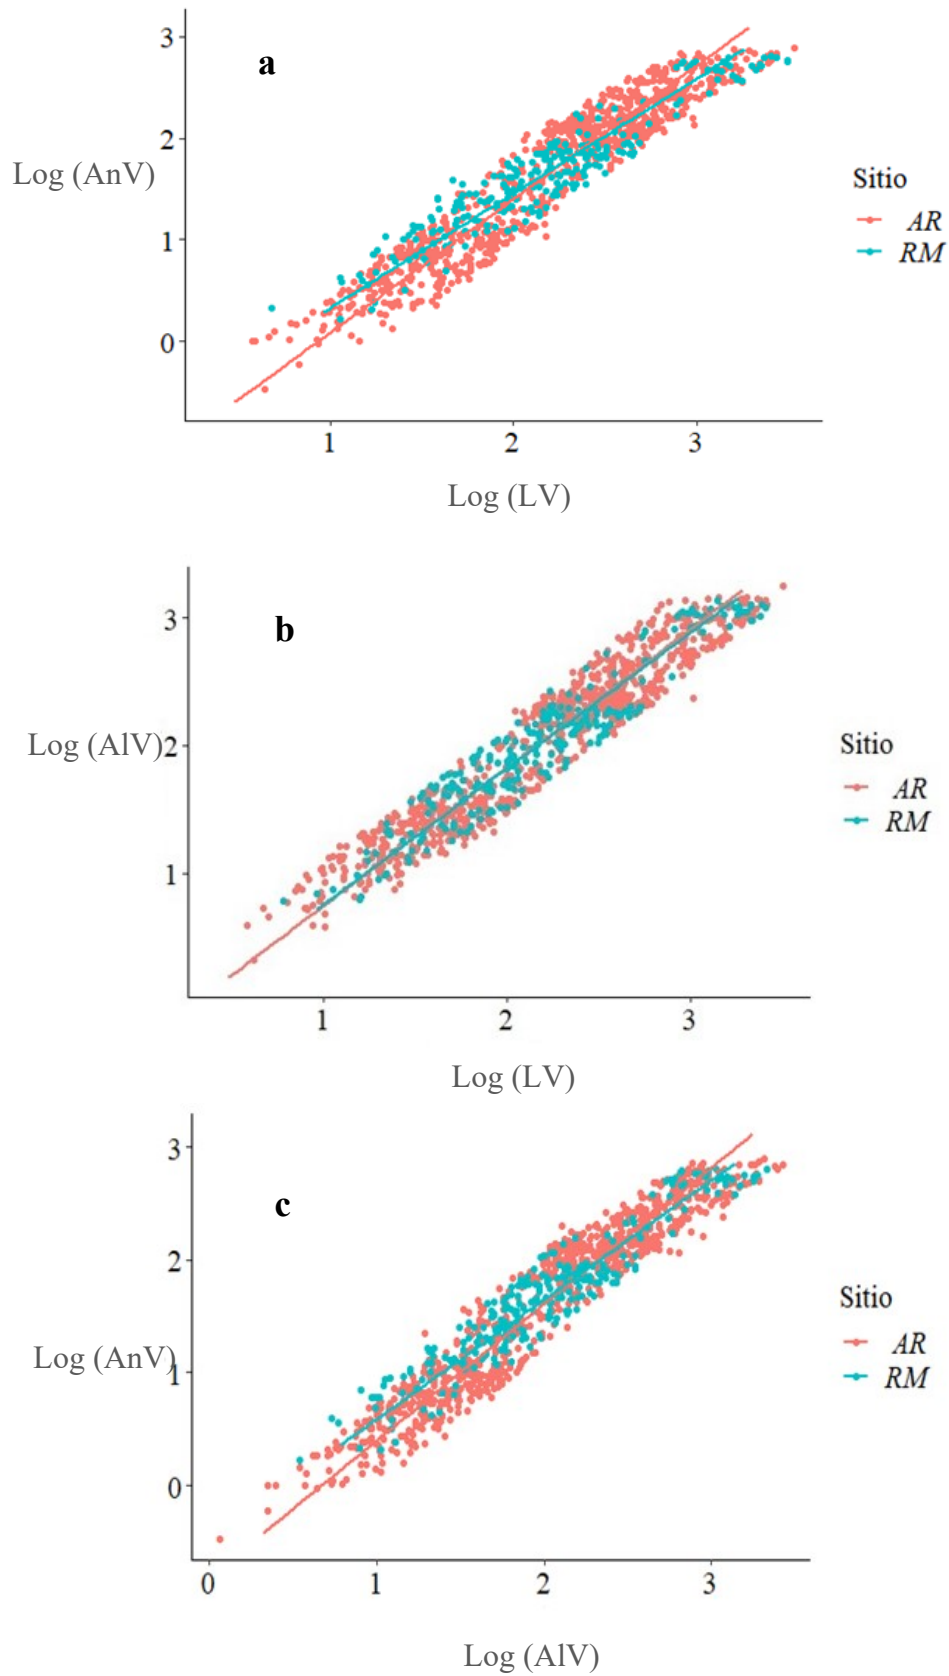 a
3
2
1
0
Log (AnV)
1 2 3
Log (LV)
Sitio
AR
RM
b
3
2
1
Log (AlV)
1 2 3
Log (LV)
Sitio
AR
RM
c
3
2
1
0
Log (AnV)
0 1 2 3
Log (AlV)
Sitio
AR
RM